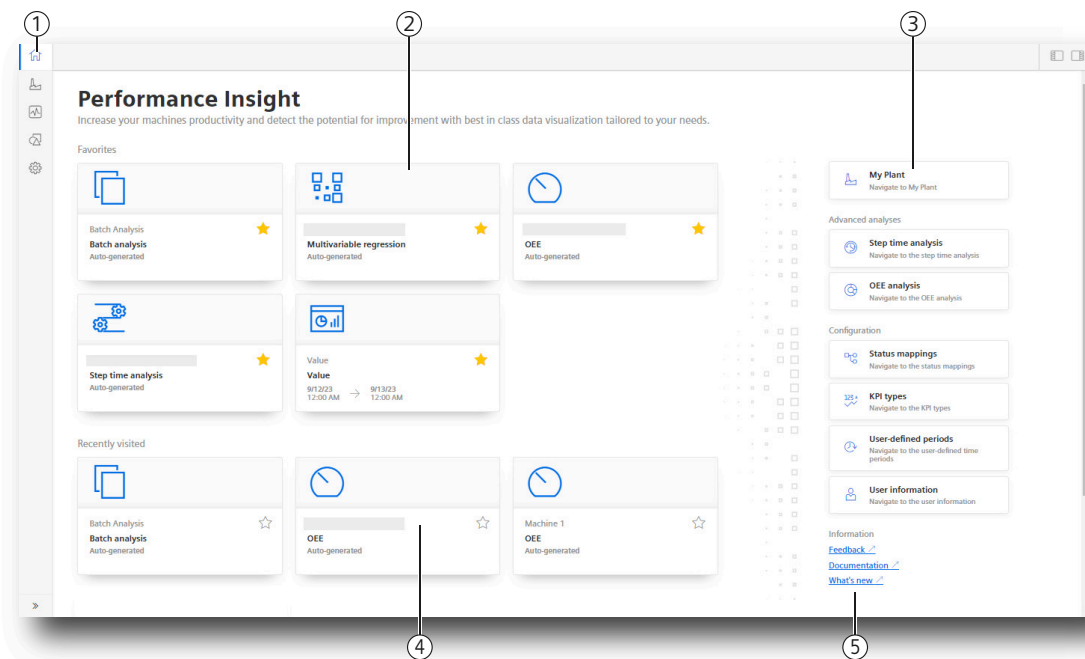 1
2
3
Performance Insight
Increase your machines productivity and detect the potential for improvement with best in class data visualization tailored to your needs.
Favorites
Batch Analysis
Batch analysis
Auto-generated
Multivariable regression
Auto-generated
OEE
Auto-generated
Step time analysis
Auto-generated
Value
Value
9/12/23
12:00 AM
→
9/13/23
12:00 AM
Recently visited
Batch Analysis
Batch analysis
Auto-generated
OEE
Auto-generated
Machine 1
OEE
Auto-generated
My Plant
Navigate to My Plant
Advanced analyses
Step time analysis
Navigate to the step time analysis
OEE analysis
Navigate to the OEE analysis
Configuration
Status mappings
Navigate to the status mappings
KPI types
Navigate to the KPI types
User-defined periods
Navigate to the user-defined time
periods
User information
Navigate to the user information
Information
Feedback
Documentation
What's new
4
5